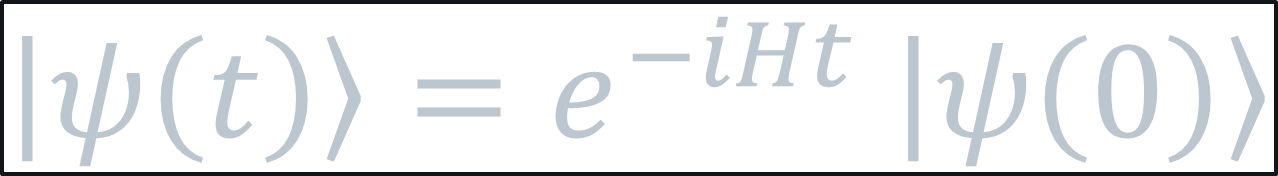 |ψ(t)⟩ = e^{−iHt} |ψ(0)⟩